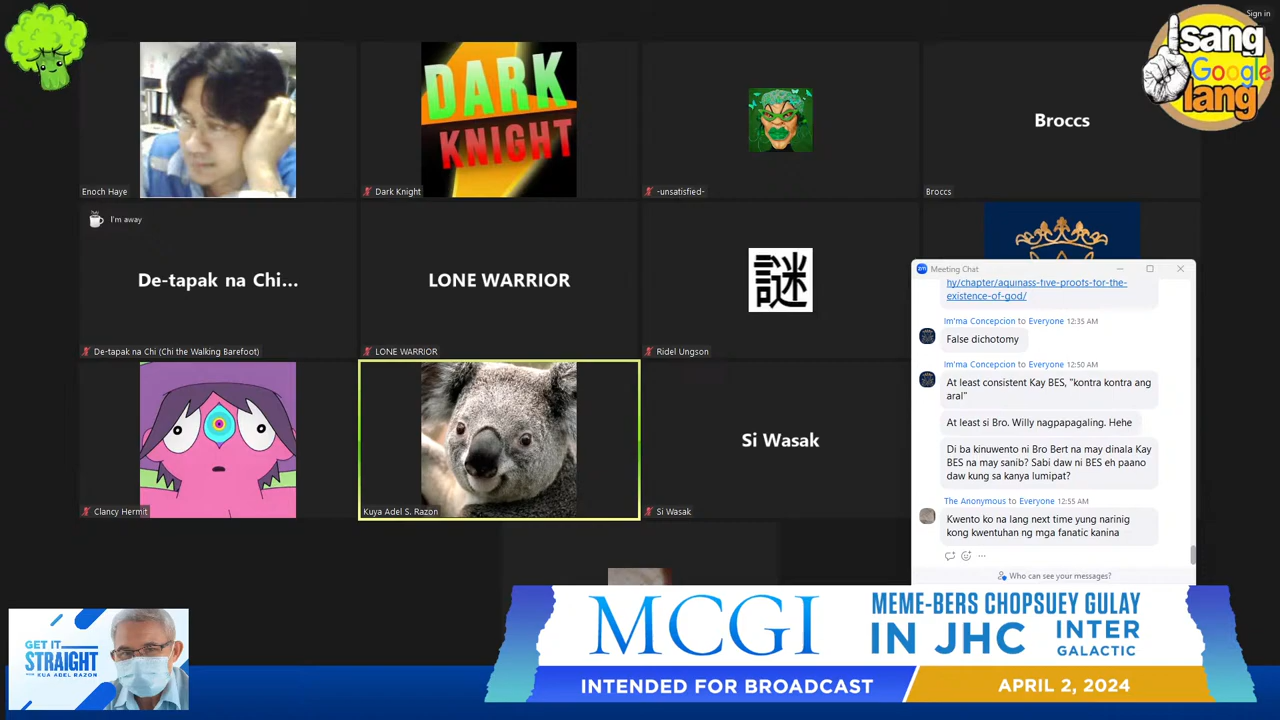 Sign in
isang
Google
lang
DARK
KNIGHT
Broccs
Enoch Haye
Dark Knight
-unsatisfied-
Broccs
I'm away
De-tapak na Chi...
LONE WARRIOR
謎
De-tapak na Chi (Chi the Walking Barefoot)
LONE WARRIOR
Ridel Ungson
Si Wasak
Clancy Hermit
Kuya Adel S. Razon
Si Wasak
Meeting Chat
hy/chapter/aquinass-five-proofs-for-the-
existence-of-god/
Im'ma Concepcion to Everyone 12:35 AM
False dichotomy
Im'ma Concepcion to Everyone 12:50 AM
At least consistent Kay BES, "kontra kontra ang
aral"
At least si Bro. Willy nagpapagaling. Hehe
Di ba kinuwento ni Bro Bert na may dinala Kay
BES na may sanib? Sabi daw ni BES eh paano
daw kung sa kanya lumipat?
The Anonymous to Everyone 12:55 AM
Kwento ko na lang next time yung narinig
kong kwentuhan ng mga fanatic kanina
Who can see your messages?
GET IT
STRAIGHT
KUA ADEL RAZON
MCGI
MEME-BERS CHOPSUEY GULAY
IN JHC
INTER
GALACTIC
INTENDED FOR BROADCAST
APRIL 2, 2024